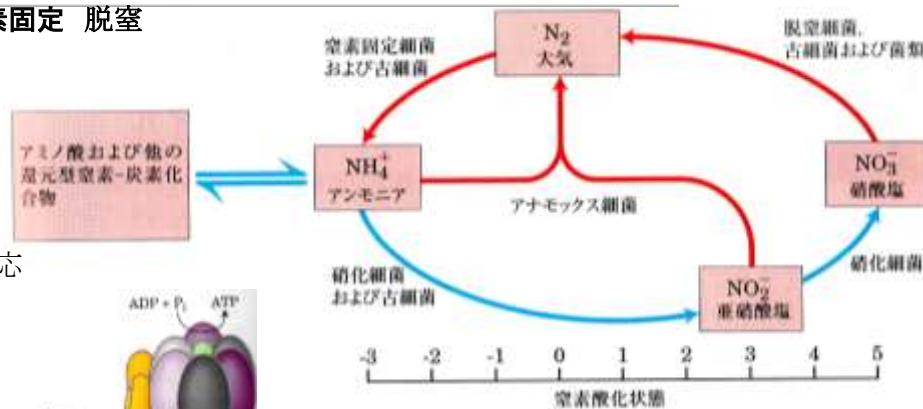 素固定 脱窒
N₂
大気
脱窒細菌,
古細菌および菌類
窒素固定細菌
および古細菌
アミノ酸および他の
還元型窒素-炭素化
合物
NH₄⁺
アンモニア
NO₃⁻
硝酸塩
アナモックス細菌
応
硝化細菌
および古細菌
硝化細菌
NO₂⁻
亜硝酸塩
ADP + Pᵢ ATP
-3 -2 -1 0 1 2 3 4 5
窒素酸化状態